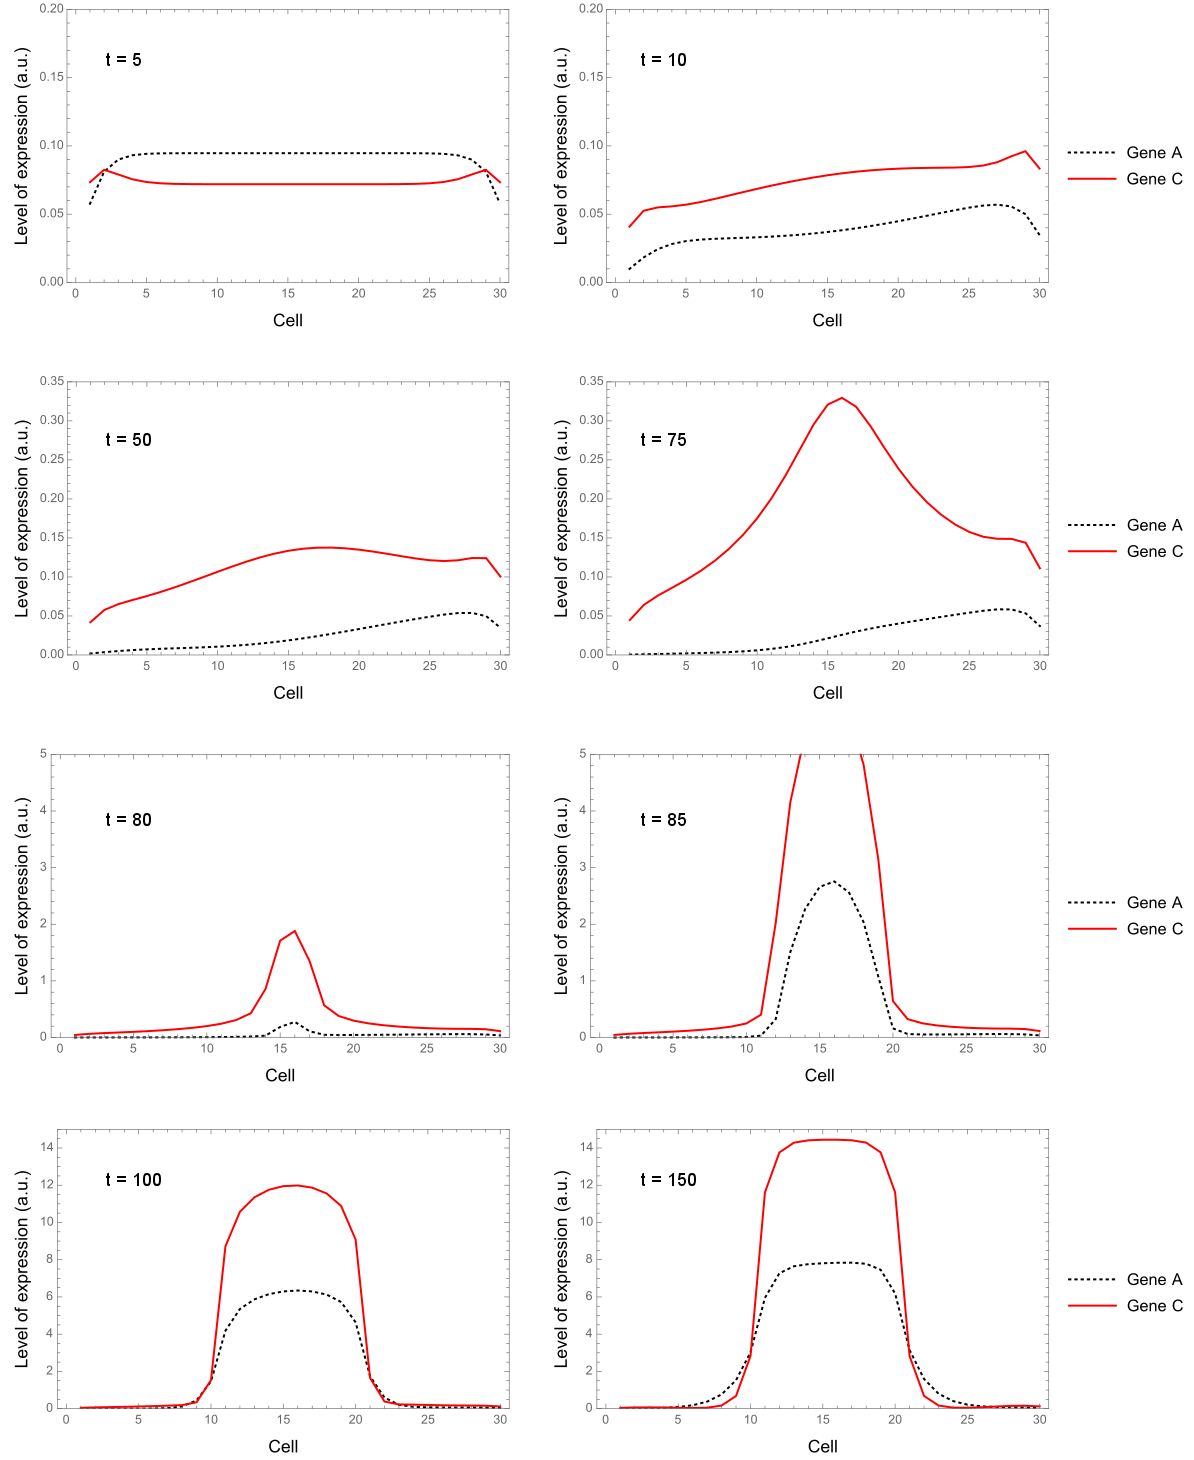 t = 5
Level of expression (a.u.)
0.20
0.15
0.10
0.05
0.00
0 5 10 15 20 25 30
Cell
t = 10
Level of expression (a.u.)
0.20
0.15
0.10
0.05
0.00
0 5 10 15 20 25 30
Cell
Gene A
Gene C
t = 50
Level of expression (a.u.)
0.35
0.30
0.25
0.20
0.15
0.10
0.05
0.00
0 5 10 15 20 25 30
Cell
t = 75
Level of expression (a.u.)
0.35
0.30
0.25
0.20
0.15
0.10
0.05
0.00
0 5 10 15 20 25 30
Cell
Gene A
Gene C
t = 80
Level of expression (a.u.)
5
4
3
2
1
0
0 5 10 15 20 25 30
Cell
t = 85
Level of expression (a.u.)
5
4
3
2
1
0
0 5 10 15 20 25 30
Cell
Gene A
Gene C
t = 100
Level of expression (a.u.)
14
12
10
8
6
4
2
0
0 5 10 15 20 25 30
Cell
t = 150
Level of expression (a.u.)
14
12
10
8
6
4
2
0
0 5 10 15 20 25 30
Cell
Gene A
Gene C